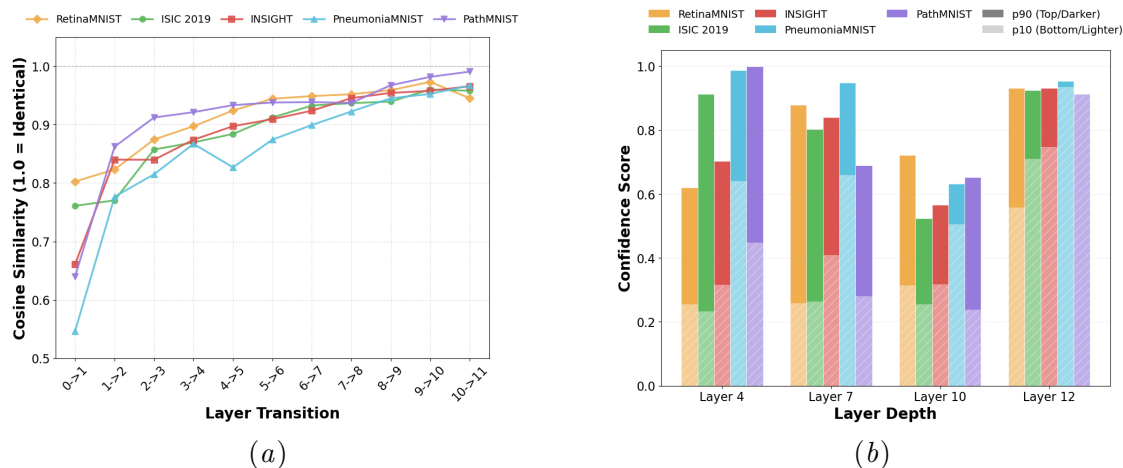 RetinaMNIST ISIC 2019 INSIGHT PneumoniaMNIST PathMNIST
Cosine Similarity (1.0 = Identical)
1.0
0.9
0.8
0.7
0.6
0.5
0->1 1->2 2->3 3->4 4->5 5->6 6->7 7->8 8->9 9->10 10->11
Layer Transition
(a)
RetinaMNIST INSIGHT PathMNIST p90 (Top/Darker)
ISIC 2019 PneumoniaMNIST p10 (Bottom/Lighter)
Confidence Score
1.0
0.8
0.6
0.4
0.2
0.0
Layer 4 Layer 7 Layer 10 Layer 12
Layer Depth
(b)